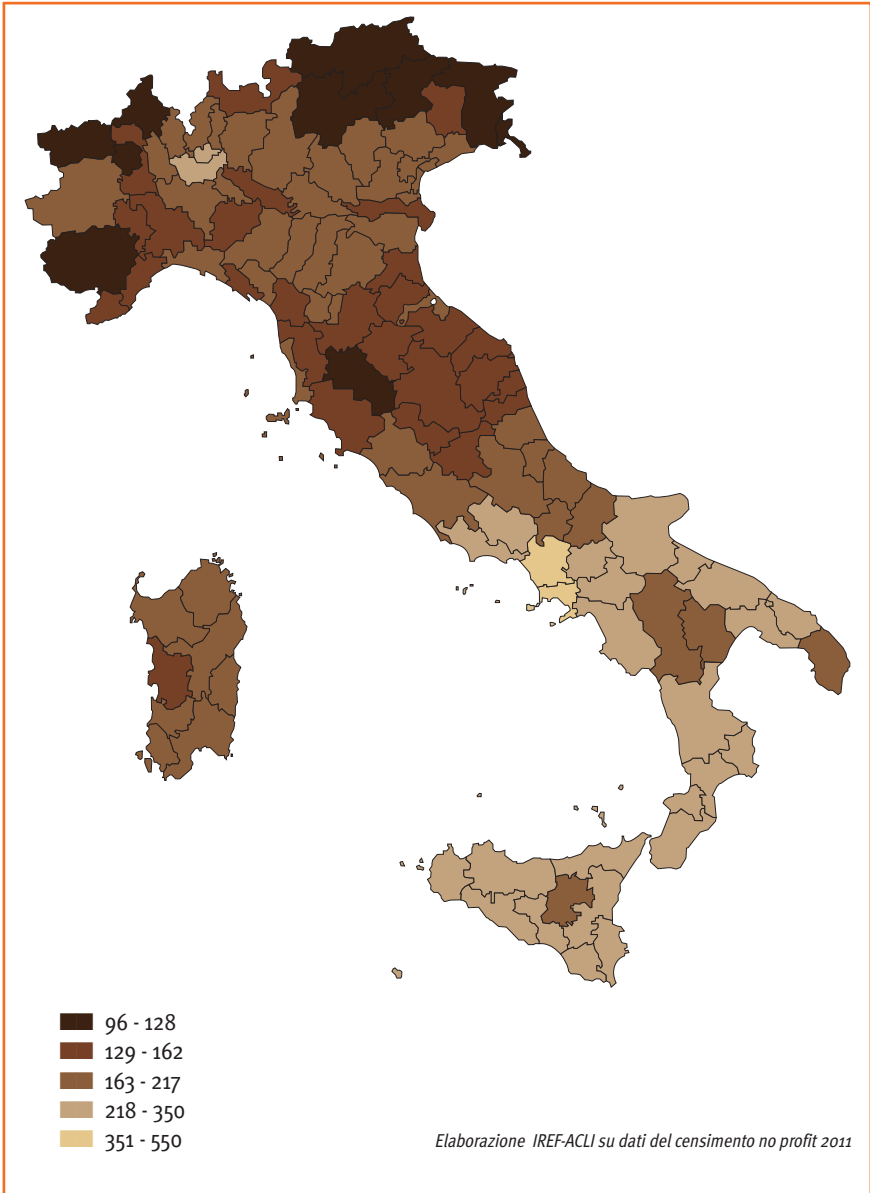 96 - 128
129 - 162
163 - 217
218 - 350
351 - 550
Elaborazione IREF-ACLI su dati del censimento no profit 2011